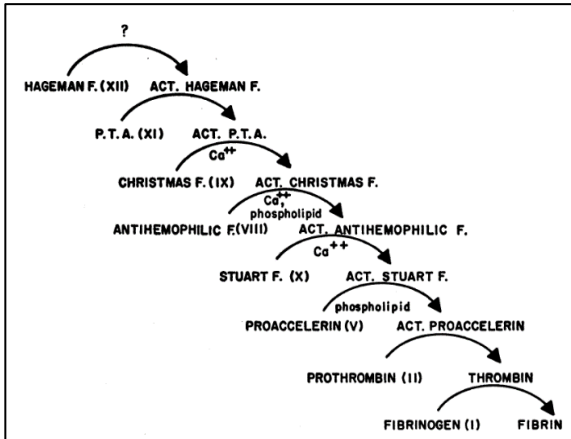 ?
HAGEMAN F. (XII) ACT. HAGEMAN F.
P.T.A. (XI) ACT. P.T.A.
Ca++
CHRISTMAS F. (IX) ACT. CHRISTMAS F.
Ca++,
phospholipid
ANTIHEMOPHILIC F. (VIII) ACT. ANTIHEMOPHILIC F.
Ca++
STUART F. (X) ACT. STUART F.
phospholipid
PROACCELERIN (V) ACT. PROACCELERIN
PROTHROMBIN (II) THROMBIN
FIBRINOGEN (I) FIBRIN